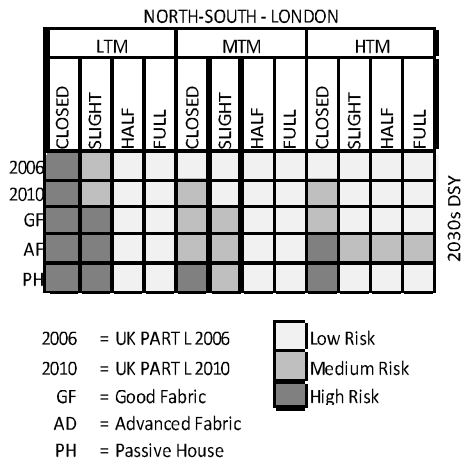 NORTH-SOUTH - LONDON
LTM MTM HTM
CLOSED SLIGHT HALF FULL CLOSED SLIGHT HALF FULL CLOSED SLIGHT HALF FULL
2006
2010
GF
AF
PH
2030s DSY
2006 = UK PART L 2006 Low Risk
2010 = UK PART L 2010 Medium Risk
GF = Good Fabric High Risk
AD = Advanced Fabric
PH = Passive House